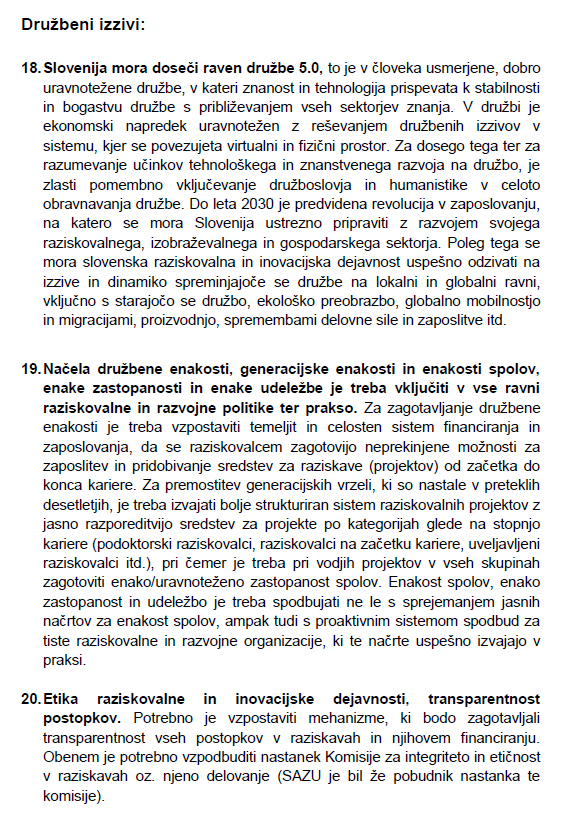 Družbeni izzivi:
18. Slovenija mora doseči raven družbe 5.0, to je v človeka usmerjene, dobro
uravnotežene družbe, v kateri znanost in tehnologija prispevata k stabilnosti
in bogastvu družbe s približevanjem vseh sektorjev znanja. V družbi je
ekonomski napredek uravnotežen z reševanjem družbenih izzivov v
sistemu, kjer se povezujeta virtualni in fizični prostor. Za dosego tega ter za
razumevanje učinkov tehnološkega in znanstvenega razvoja na družbo, je
zlasti pomembno vključevanje družboslovja in humanistike v celoto
obravnavanja družbe. Do leta 2030 je predvidena revolucija v zaposlovanju,
na katero se mora Slovenija ustrezno pripraviti z razvojem svojega
raziskovalnega, izobraževalnega in gospodarskega sektorja. Poleg tega se
mora slovenska raziskovalna in inovacijska dejavnost uspešno odzivati na
izzive in dinamiko spreminjajoče se družbe na lokalni in globalni ravni,
vključno s starajočo se družbo, ekološko preobrazbo, globalno mobilnostjo
in migracijami, proizvodnjo, spremembami delovne sile in zaposlitve itd.
19. Načela družbene enakosti, generacijske enakosti in enakosti spolov,
enake zastopanosti in enake udeležbe je treba vključiti v vse ravni
raziskovalne in razvojne politike ter prakso. Za zagotavljanje družbene
enakosti je treba vzpostaviti temeljit in celosten sistem financiranja in
zaposlovanja, da se raziskovalcem zagotovijo neprekinjene možnosti za
zaposlitev in pridobivanje sredstev za raziskave (projektov) od začetka do
konca kariere. Za premostitev generacijskih vrzeli, ki so nastale v preteklih
desetletjih, je treba izvajati bolje strukturiran sistem raziskovalnih projektov z
jasno razporeditvijo sredstev za projekte po kategorijah glede na stopnjo
kariere (podoktorski raziskovalci, raziskovalci na začetku kariere, uveljavljeni
raziskovalci itd.), pri čemer je treba pri vodjih projektov v vseh skupinah
zagotoviti enako/uravnoteženo zastopanost spolov. Enakost spolov, enako
zastopanost in udeležbo je treba spodbujati ne le s sprejemanjem jasnih
načrtov za enakost spolov, ampak tudi s proaktivnim sistemom spodbud za
tiste raziskovalne in razvojne organizacije, ki te načrte uspešno izvajajo v
praksi.
20. Etika raziskovalne in inovacijske dejavnosti, transparentnost
postopkov. Potrebno je vzpostaviti mehanizme, ki bodo zagotavljali
transparentnost vseh postopkov v raziskavah in njihovem financiranju.
Obenem je potrebno vzpodbuditi nastanek Komisije za integriteto in etičnost
v raziskavah oz. njeno delovanje (SAZU je bil že pobudnik nastanka te
komisije).